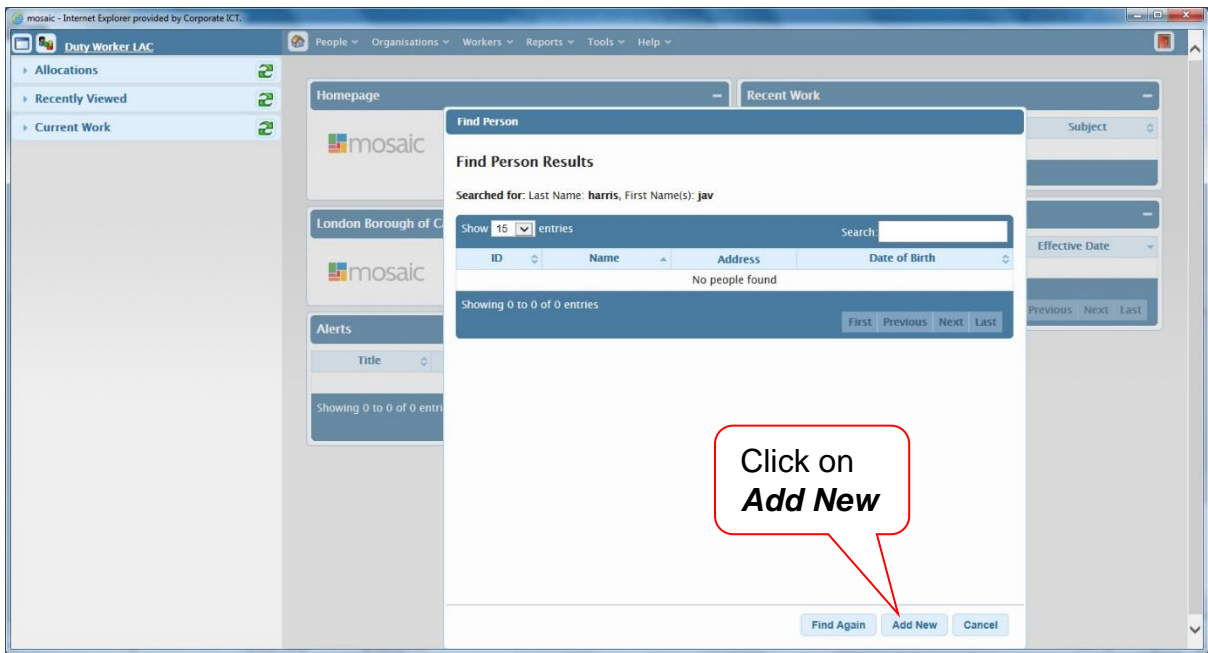 mosaic - Internet Explorer provided by Corporate ICT.
Duty Worker LAC
People Organisations Workers Reports Tools Help
Allocations
Recently Viewed
Current Work
Homepage
Recent Work
mosaic
Subject
London Borough of C
mosaic
Effective Date
Previous Next Last
Alerts
Title
Showing 0 to 0 of 0 entri
Find Person
Find Person Results
Searched for: Last Name: harris, First Name(s): jav
Show 15 entries
Search:
ID Name Address Date of Birth
No people found
Showing 0 to 0 of 0 entries
First Previous Next Last
Click on
Add New
Find Again Add New Cancel